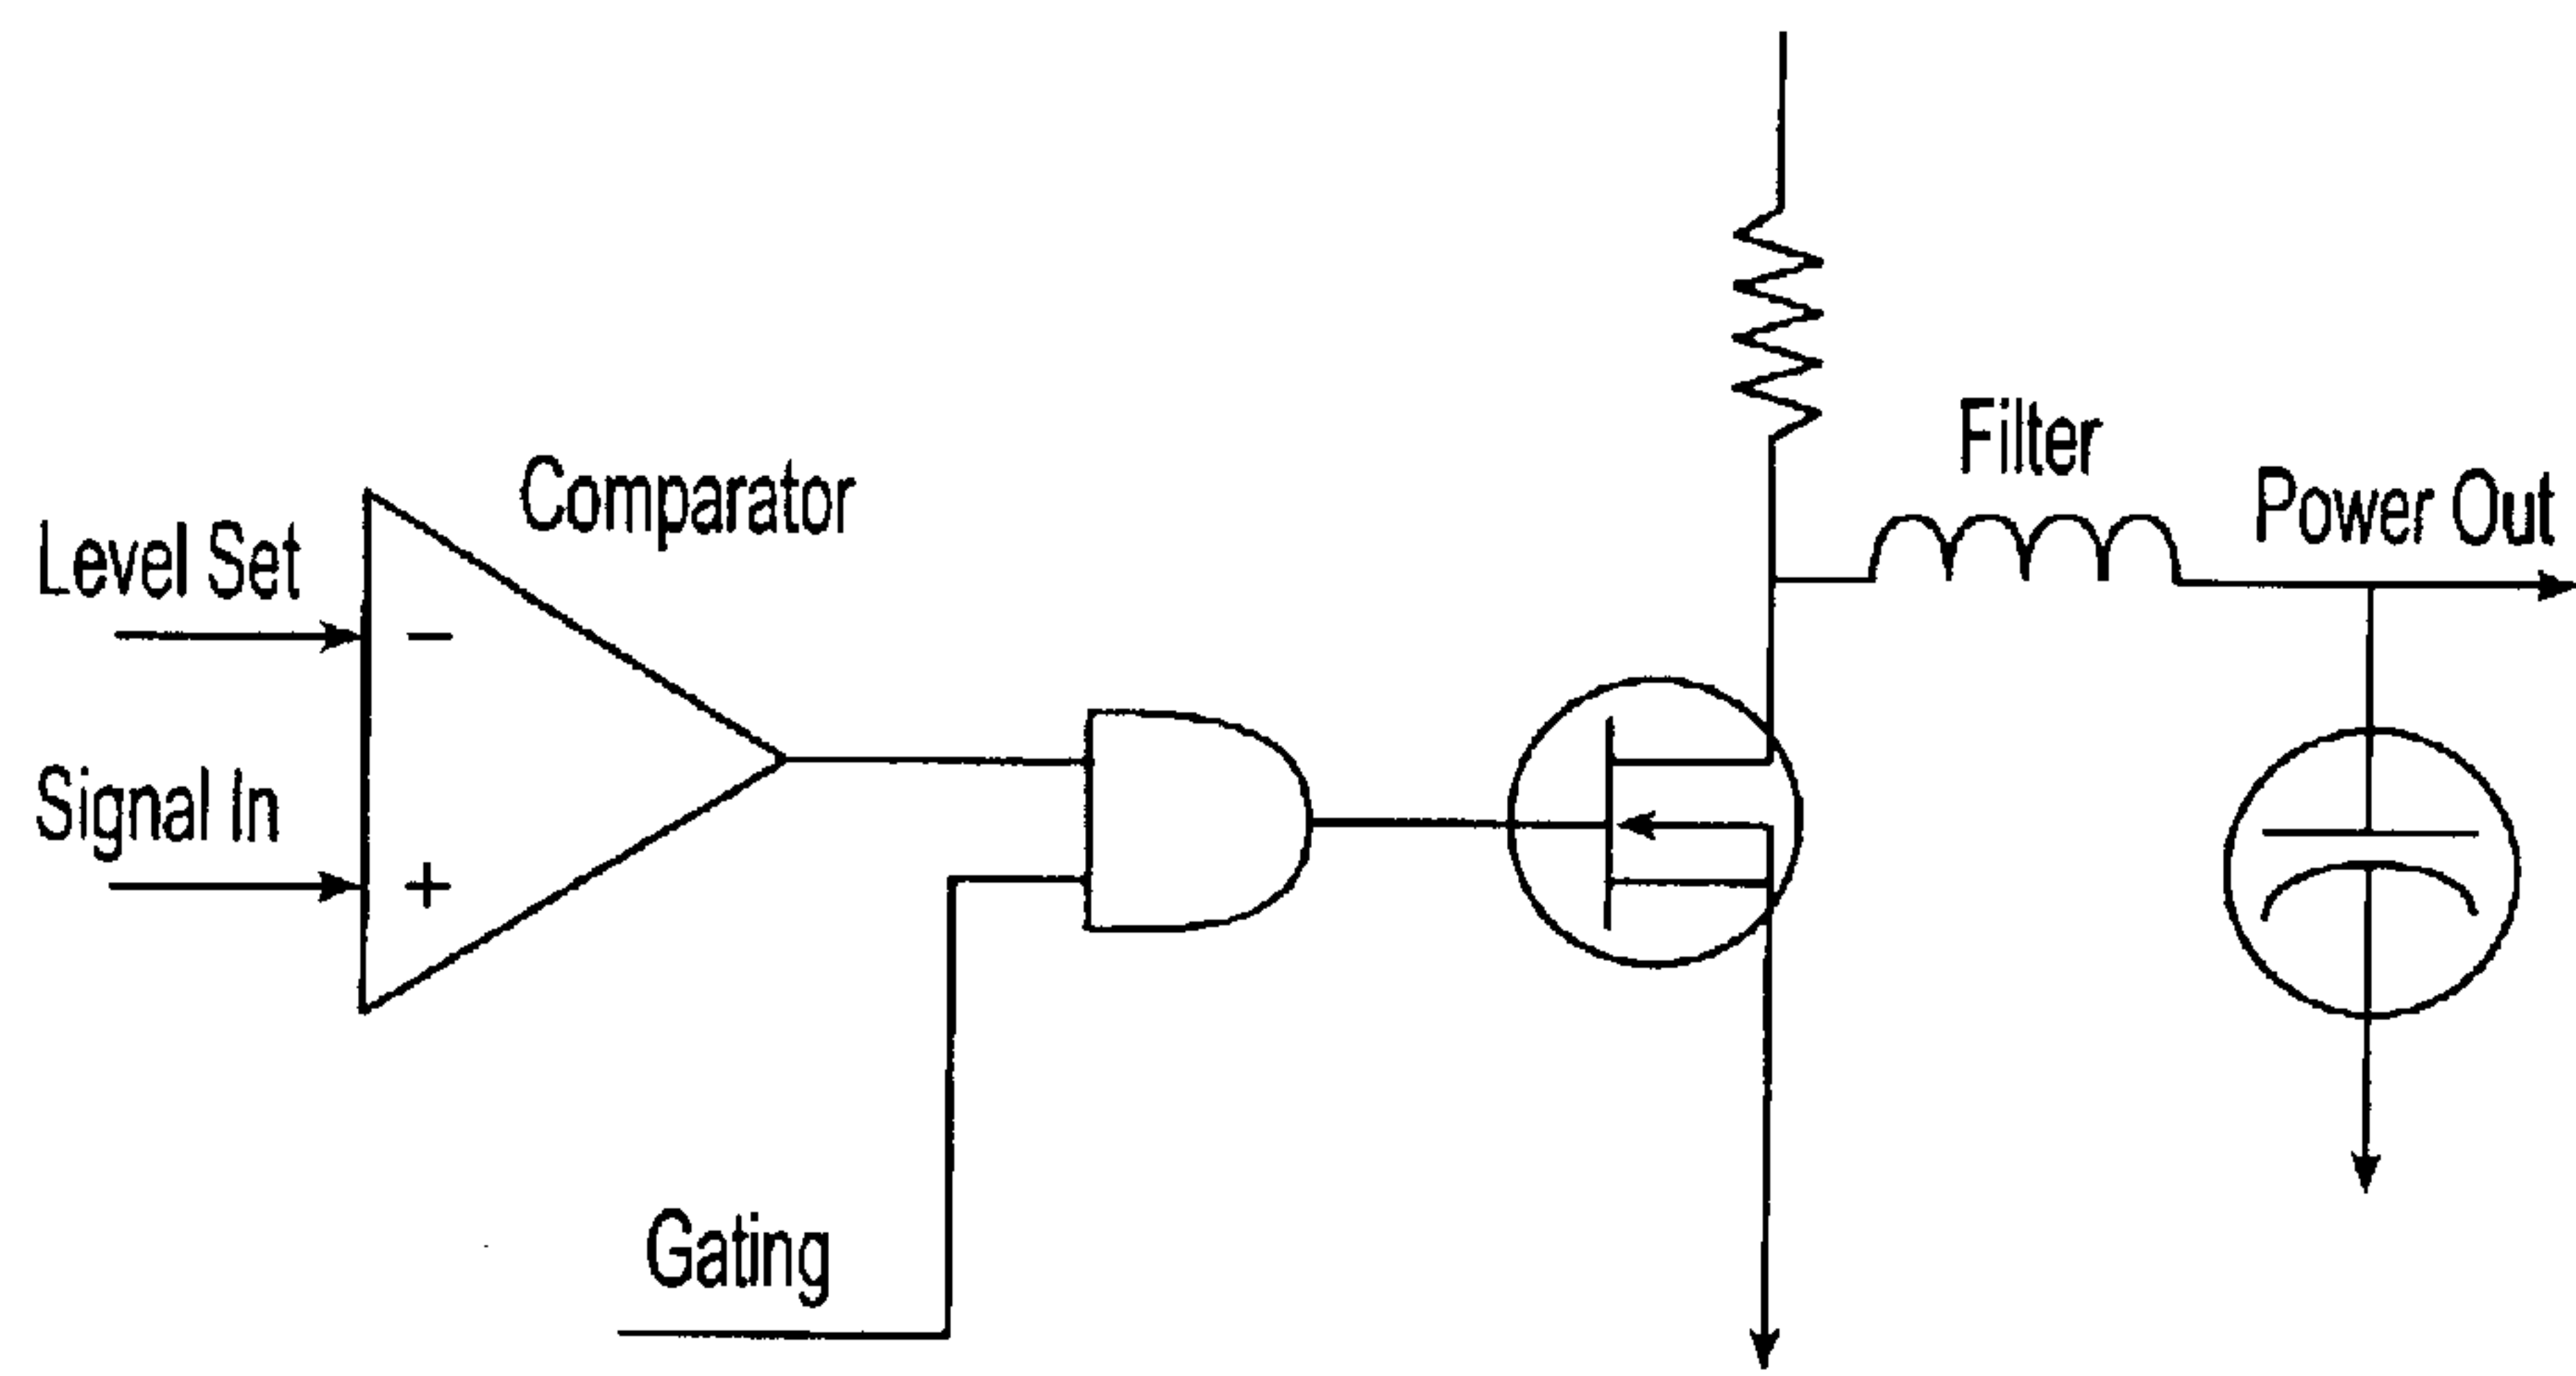 Filter
Power Out
Comparator
Level Set
−
Signal In
+
Gating